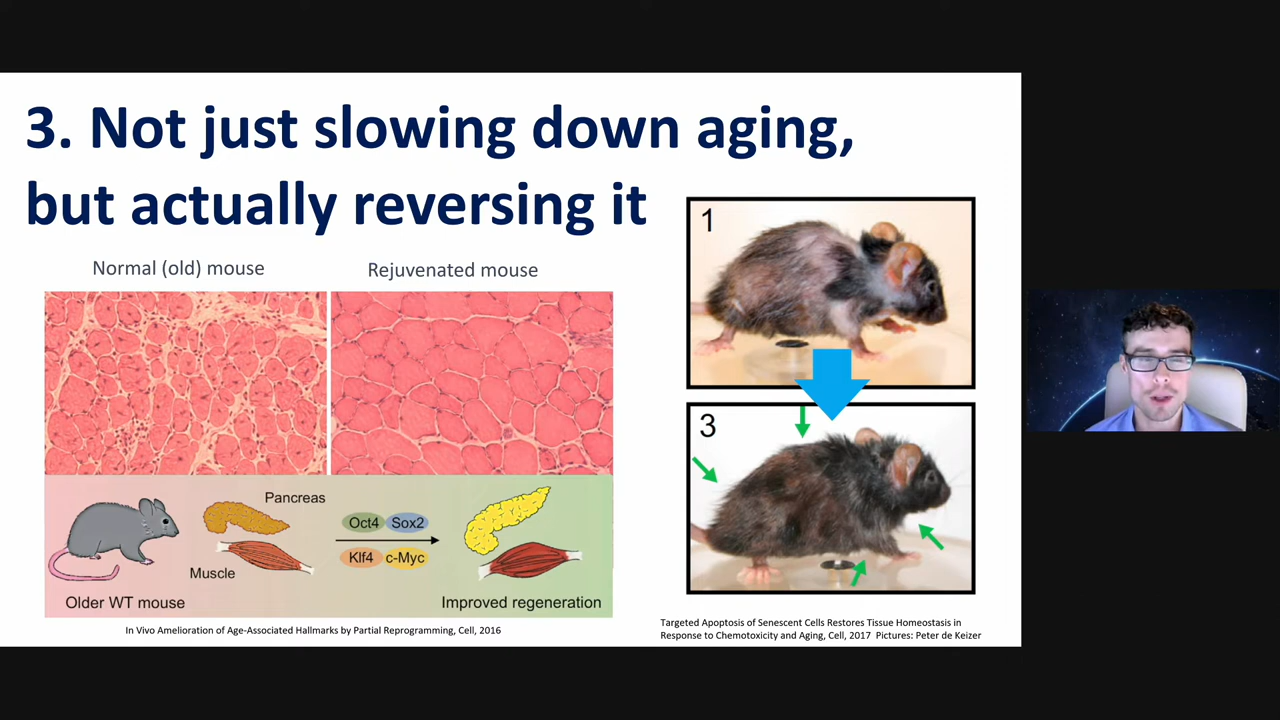 3. Not just slowing down aging,
but actually reversing it
Normal (old) mouse
Rejuvenated mouse
Pancreas
Oct4 Sox2
Klf4 c-Myc
Muscle
Older WT mouse
Improved regeneration
In Vivo Amelioration of Age-Associated Hallmarks by Partial Reprogramming, Cell, 2016
1
3
Targeted Apoptosis of Senescent Cells Restores Tissue Homeostasis in
Response to Chemotoxicity and Aging, Cell, 2017 Pictures: Peter de Keizer